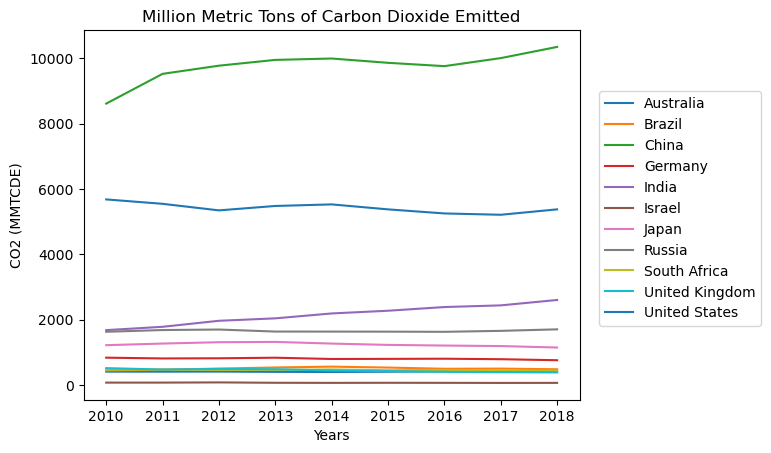 Million Metric Tons of Carbon Dioxide Emitted
CO2 (MMTCDE)
10000
8000
6000
4000
2000
0
2010 2011 2012 2013 2014 2015 2016 2017 2018
Years
Australia
Brazil
China
Germany
India
Israel
Japan
Russia
South Africa
United Kingdom
United States